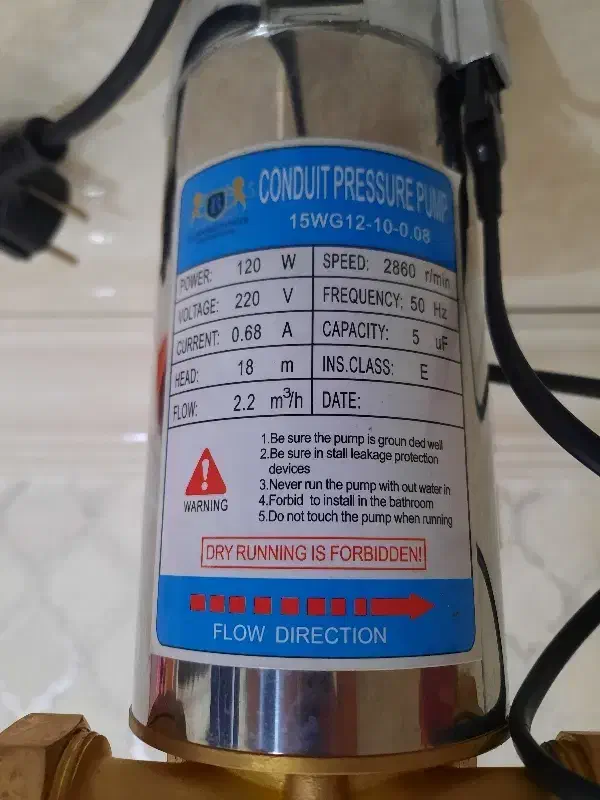 CONDUIT PRESSURE PUMP
15WG12-10-0.08
POWER: 120 W SPEED: 2860 r/min
VOLTAGE: 220 V FREQUENCY: 50 Hz
CURRENT: 0.68 A CAPACITY: 5 uF
HEAD: 18 m INS.CLASS: E
FLOW: 2.2 m³/h DATE:
1.Be sure the pump is groun ded well
2.Be sure in stall leakage protection
devices
3.Never run the pump with out water in
4.Forbid to install in the bathroom
5.Do not touch the pump when running
WARNING
DRY RUNNING IS FORBIDDEN!
FLOW DIRECTION